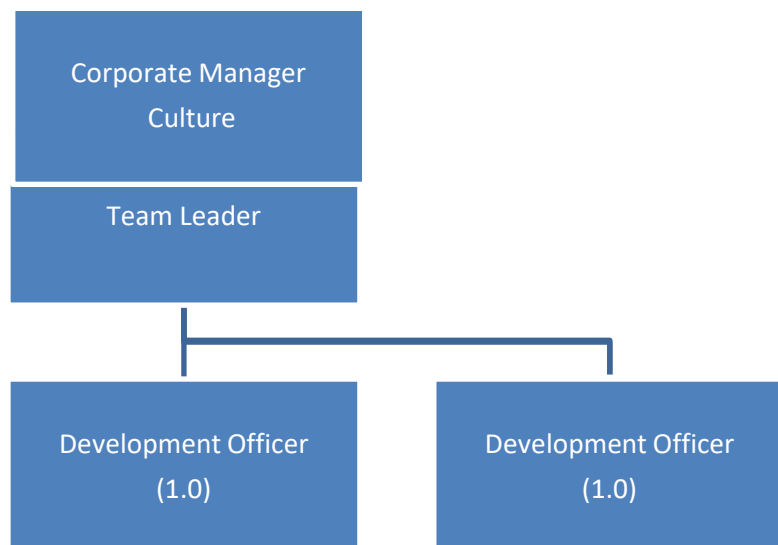 Corporate Manager
Culture
Team Leader
Development Officer
(1.0)
Development Officer
(1.0)